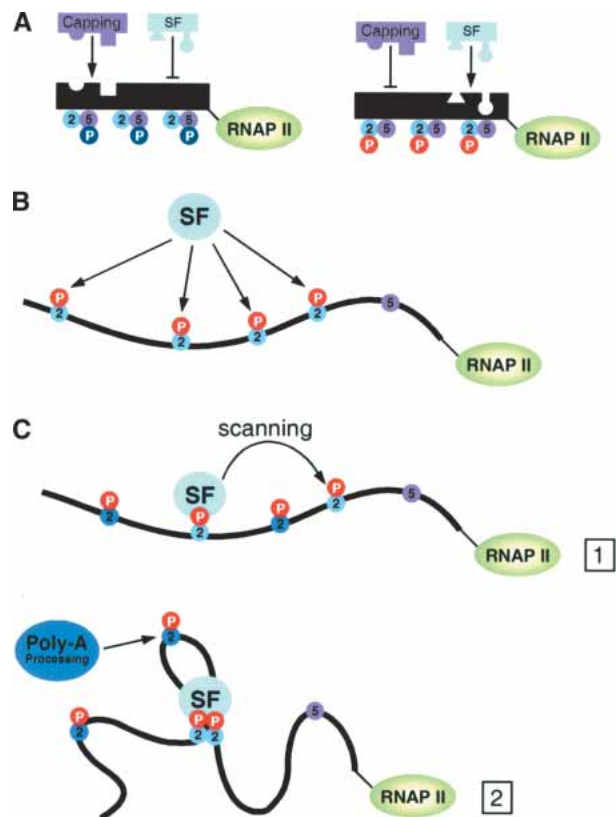 A
Capping SF Capping SF
2 5 2 5 2 5 RNAP II 2 5 2 5 2 5 RNAP II
P P P P P P
B
SF
P P P P
2 2 2 2 5
RNAP II
C
scanning
SF
P P P P
2 2 2 2 5
RNAP II 1
Poly-A
Processing
P
2
SF
P P P
2 2 2 5
RNAP II 2